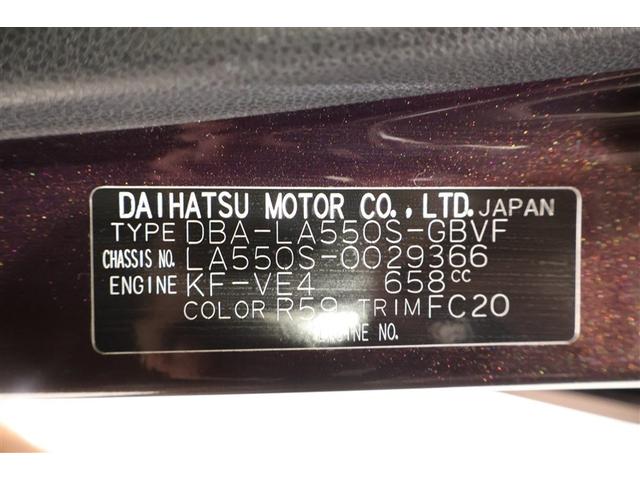 DAIHATSU MOTOR CO., LTD. JAPAN
TYPE DBA-LA550S-GBVF
CHASSIS NO. LA550S-0029366
ENGINE KF-VE4 658CC
COLOR R59 TRIM FC20
ENGINE NO.